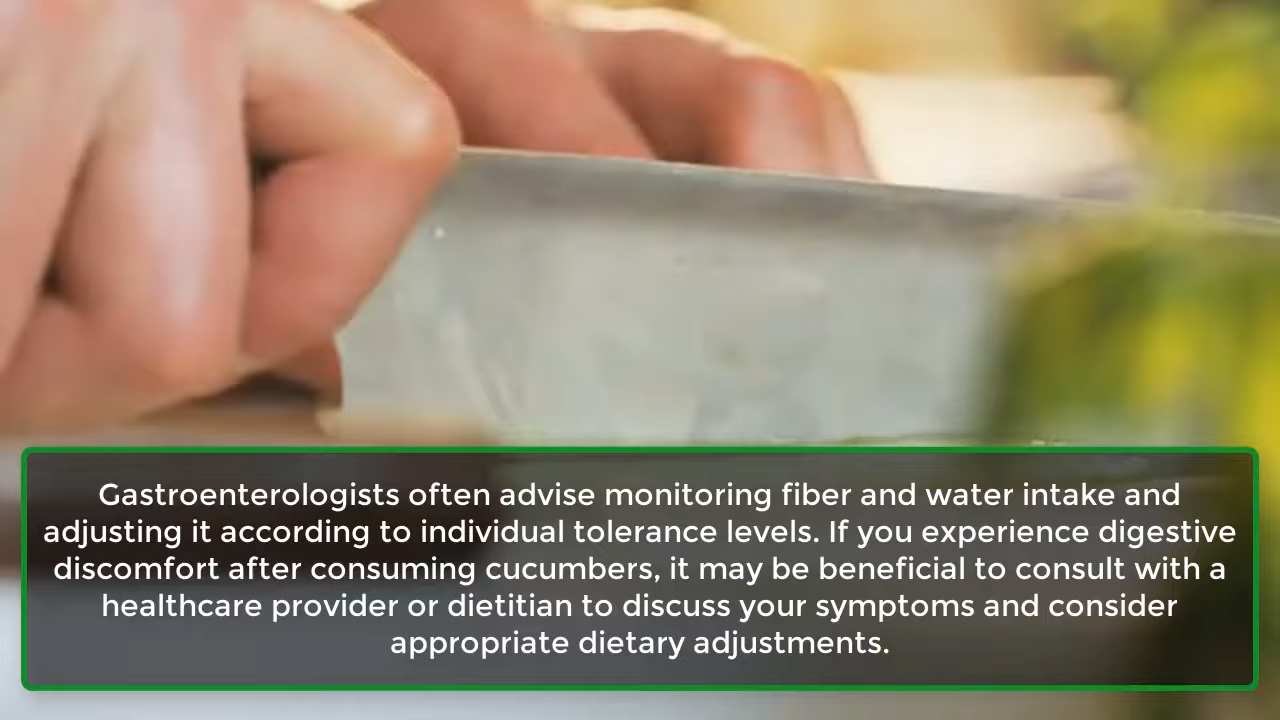 Gastroenterologists often advise monitoring fiber and water intake and
adjusting it according to individual tolerance levels. If you experience digestive
discomfort after consuming cucumbers, it may be beneficial to consult with a
healthcare provider or dietitian to discuss your symptoms and consider
appropriate dietary adjustments.